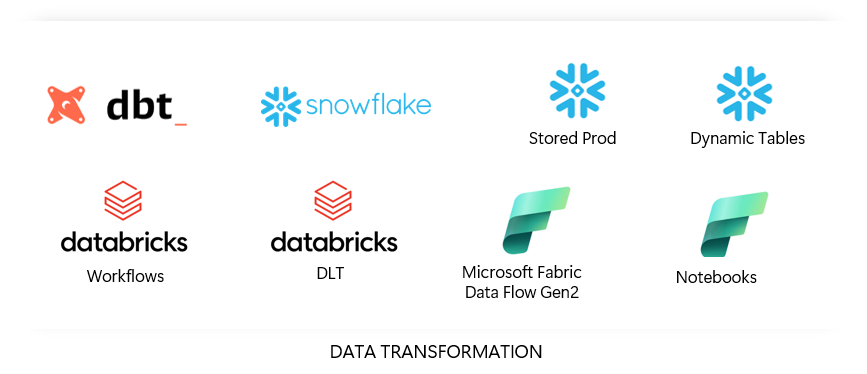 dbt_
snowflake
Stored Prod
Dynamic Tables
databricks
Workflows
databricks
DLT
Microsoft Fabric
Data Flow Gen2
Notebooks
DATA TRANSFORMATION